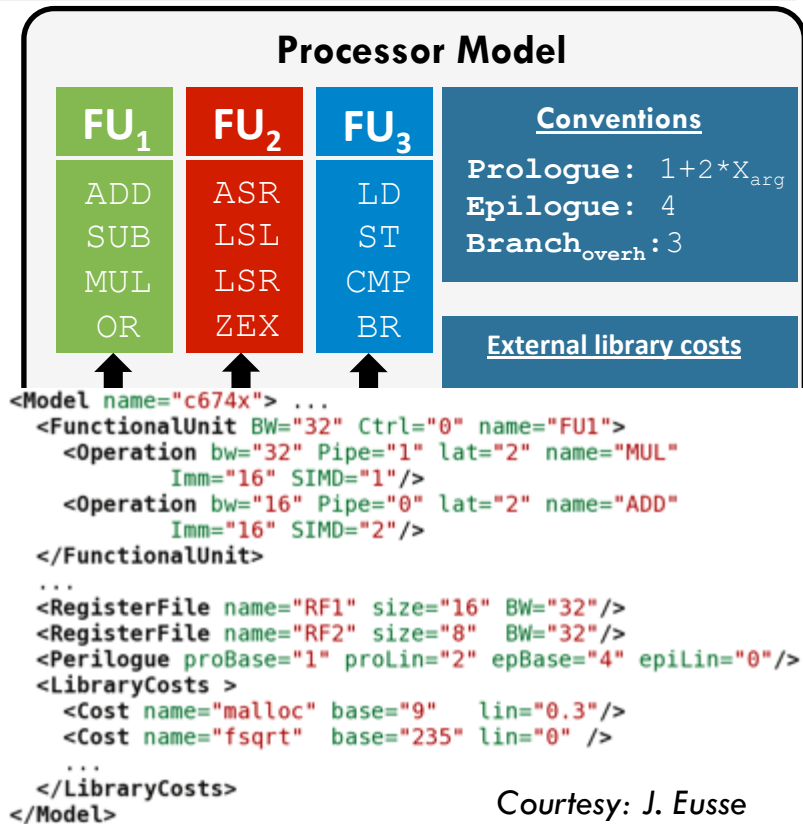 Processor Model
FU1
ADD
SUB
MUL
OR
FU2
ASR
LSL
LSR
ZEX
FU3
LD
ST
CMP
BR
Conventions
Prologue: 1+2*Xarg
Epilogue: 4
Branchoverh:3
External library costs
<Model name="c674x"> ...
<FunctionalUnit BW="32" Ctrl="0" name="FU1">
<Operation bw="32" Pipe="1" lat="2" name="MUL"
Imm="16" SIMD="1"/>
<Operation bw="16" Pipe="0" lat="2" name="ADD"
Imm="16" SIMD="2"/>
</FunctionalUnit>
...
<RegisterFile name="RF1" size="16" BW="32"/>
<RegisterFile name="RF2" size="8" BW="32"/>
<Perilogue proBase="1" proLin="2" epBase="4" epiLin="0"/>
<LibraryCosts >
<Cost name="malloc" base="9" lin="0.3"/>
<Cost name="fsqrt" base="235" lin="0" />
...
</LibraryCosts>
</Model>
Courtesy: J. Eusse